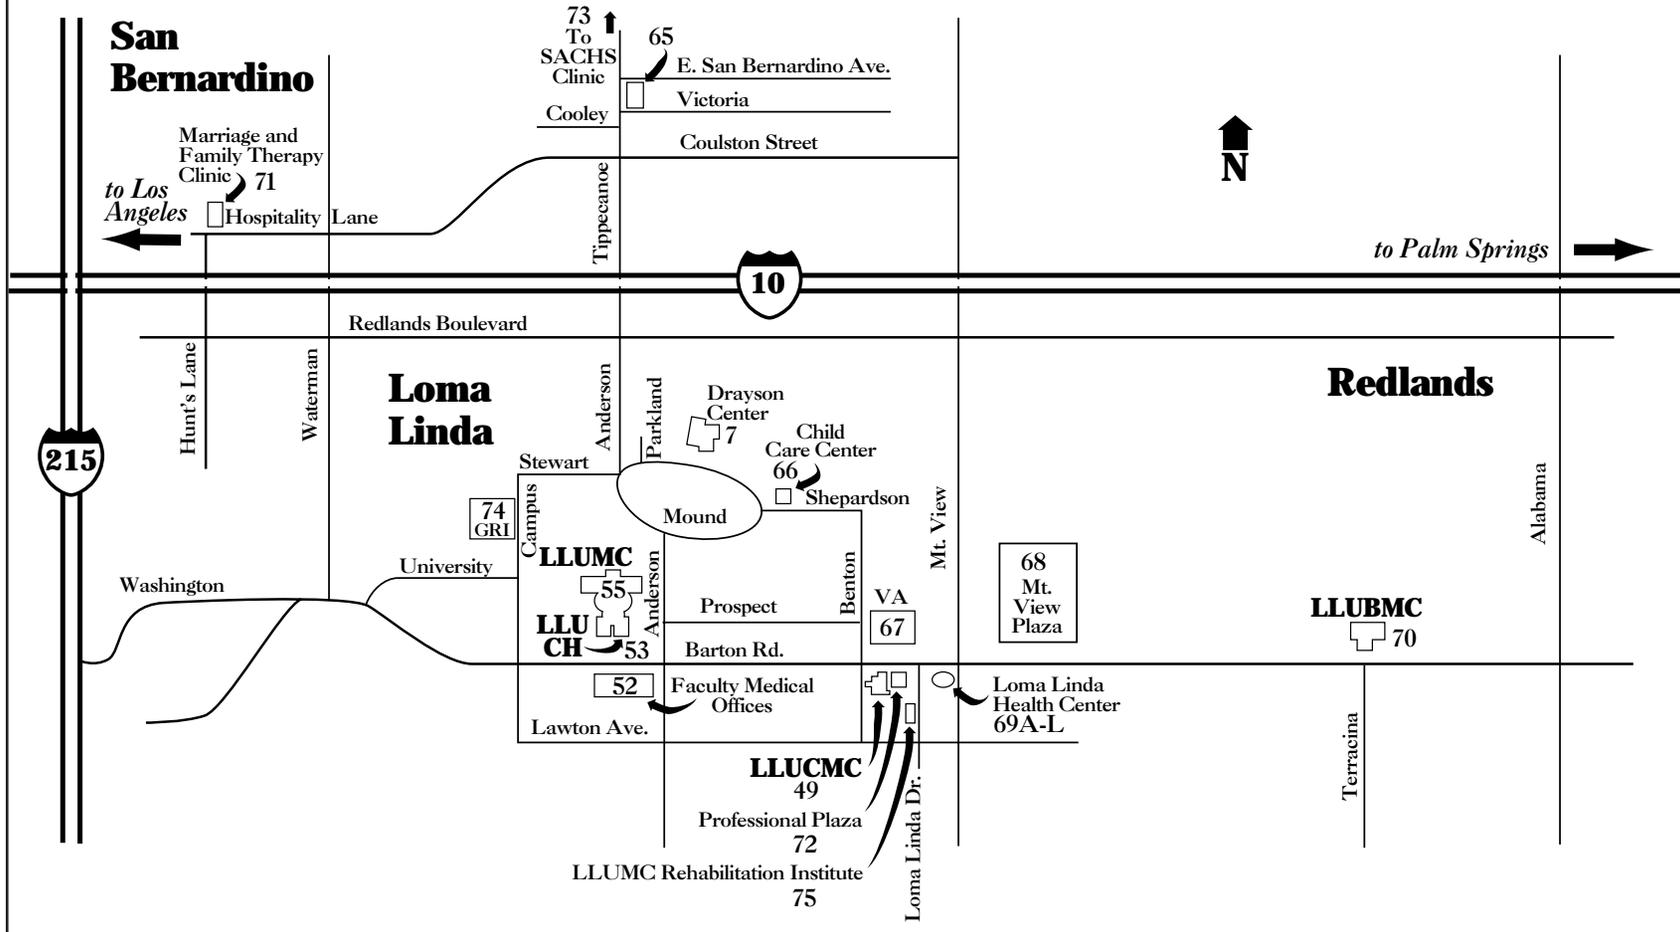 San
Bernardino
73
To
SACHS
Clinic
65
E. San Bernardino Ave.
Victoria
Cooley
Coulston Street
Marriage and
Family Therapy
Clinic
71
to Los
Angeles
Hospitality Lane
Tippecanoe
N
to Palm Springs
10
Redlands Boulevard
Hunt's Lane
Waterman
Loma
Linda
Anderson
Parkland
Drayson
Center
7
Child
Care Center
66
Shepardson
Redlands
215
Stewart
74
GRI
Campus
Mound
Mt. View
Alabama
LLUMC
55
University
Washington
Anderson
Prospect
Benton
VA
67
68
Mt.
View
Plaza
LLUBMC
70
LLU
CH
53
Barton Rd.
52
Faculty Medical
Offices
Loma Linda
Health Center
69A-L
Lawton Ave.
LLUCMC
49
Professional Plaza
72
LLUMC Rehabilitation Institute
75
Loma Linda Dr.
Terracina